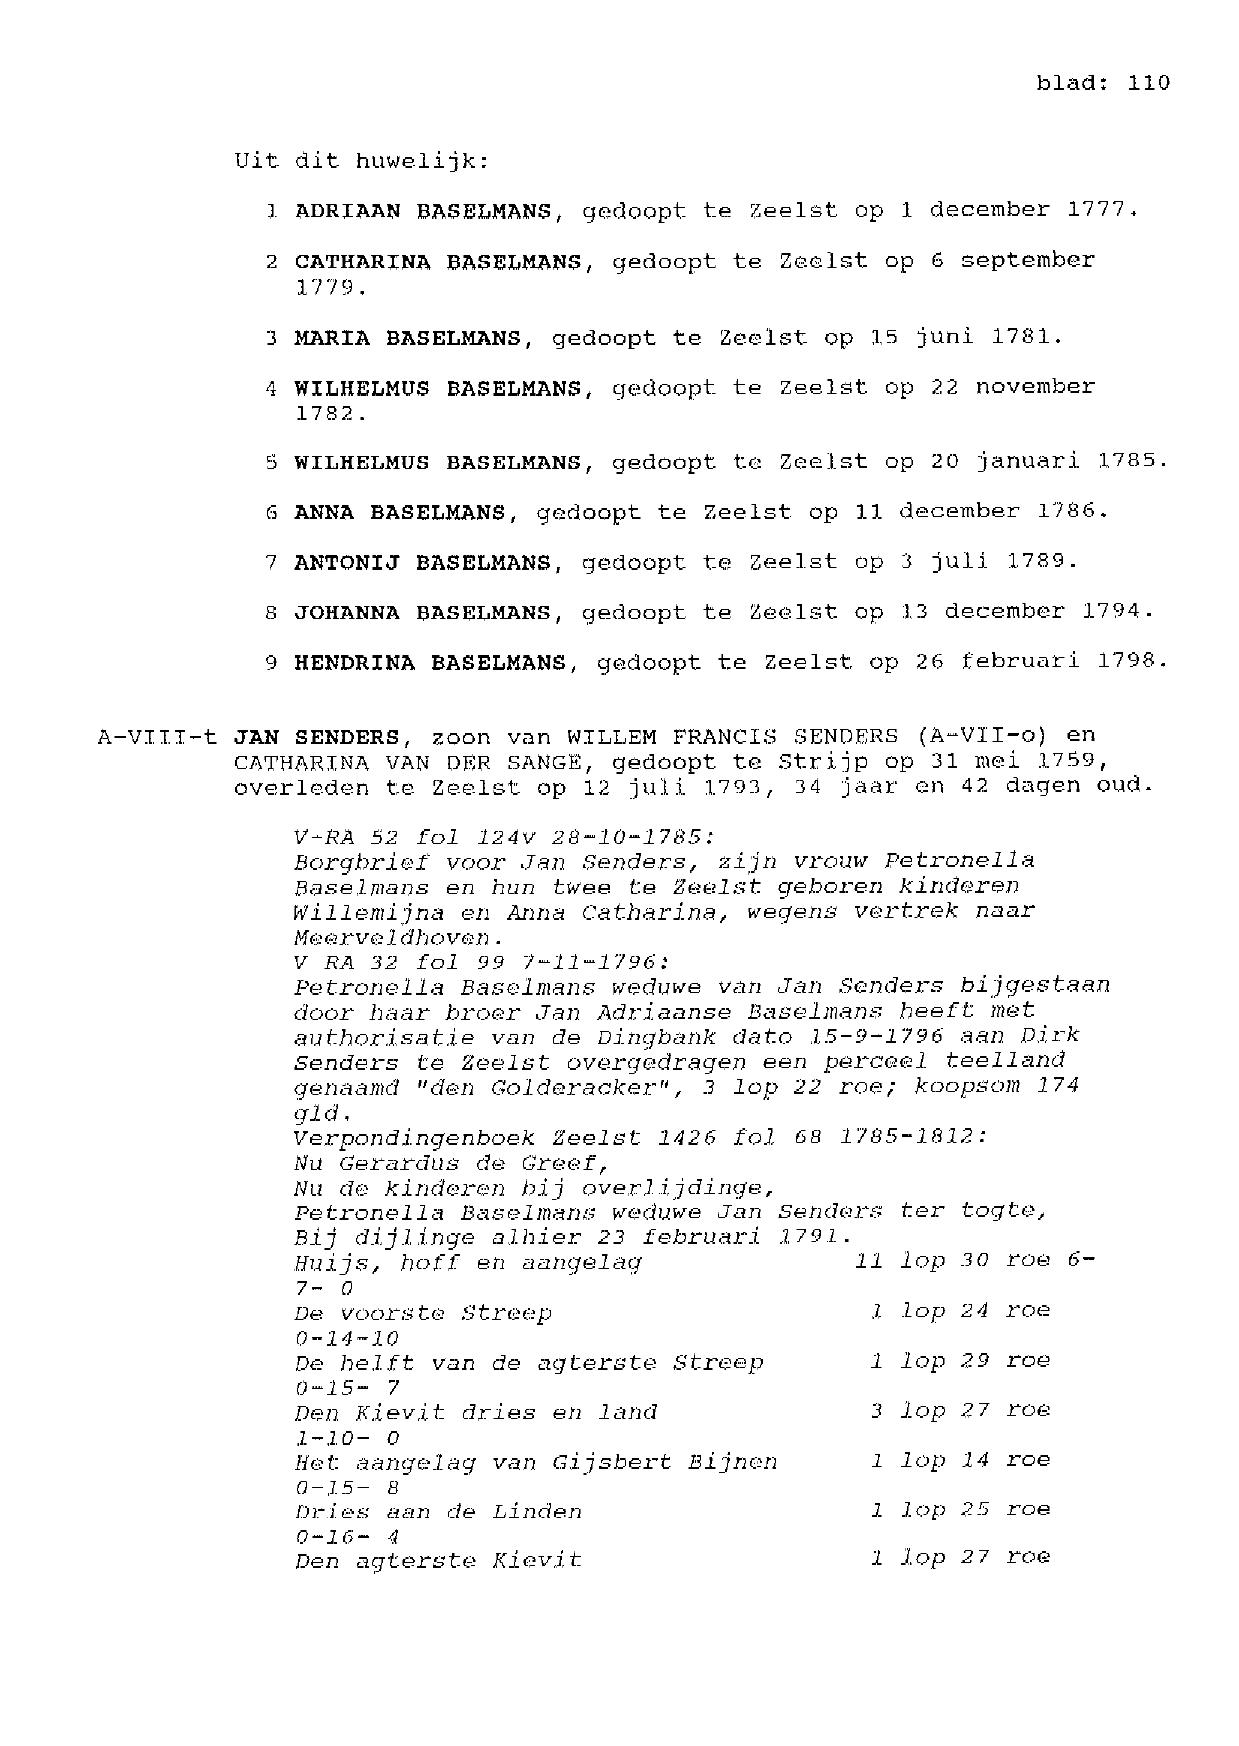 blad: 110
Uit dit huwelijk:
1 ADRIAAN BASELMANS, gedoopt te Zeelst op 1 december 1777.
2 CATHARINA BASELMANS, gedoopt te Zeelst op 6 september
1779.
3 MARIA BASELMANS, gedoopt te Zeelst op 15 juni 1781.
4 WILHELMUS BASELMANS, gedoopt te Zeelst op 22 november
1782.
5 WILHELMUS BASELMANS, gedoopt te Zeelst op 20 januari 1785.
6 ANNA BASELMANS, gedoopt te Zeelst op 11 december 1786.
7 ANTONIJ BASELMANS, gedoopt te Zeelst op 3 juli 1789.
8 JOHANNA BASELMANS, gedoopt te Zeelst op 13 december 1794.
9 HENDRINA BASELMANS, gedoopt te Zeelst op 26 februari 1798.
A-VIII-t JAN SENDERS, zoon van WILLEM FRANCIS SENDERS (A-VII-o) en
CATHARINA VAN DER SANGE, gedoopt te Strijp op 31 mei 1759,
overleden te Zeelst op 12 juli 1793, 34 jaar en 42 dagen oud.
V-RA 52 fol 124v 28-10-1785:
Borgbrief voor Jan Senders, zijn vrouw Petronella
Baselmans en hun twee te Zeelst geboren kinderen
Willemijna en Anna Catharina, wegens vertrek naar
Meerveldhoven.
V RA 32 fol 99 7-11-1796:
Petronella Baselmans weduwe van Jan Senders bijgestaan
door haar broer Jan Adriaanse Baselmans heeft met
authorisatie van de Dingbank dato 15-9-1796 aan Dirk
Senders te Zeelst overgedragen een perceel teelland
genaamd "den Golderacker", 3 lop 22 roe; koopsom 174
gld.
Verpondingenboek Zeelst 1426 fol 68 1785-1812:
Nu Gerardus de Greef,
Nu de kinderen bij overlijdinge,
Petronella Baselmans weduwe Jan Senders ter togte,
Bij dijlinge alhier 23 februari 1791.
Huijs, hoff en aangelag 11 lop 30 roe 6-
7- 0
De voorste Streep 1 lop 24 roe
0-14-10
De helft van de agterste Streep 1 lop 29 roe
0-15- 7
Den Kievit dries en land 3 lop 27 roe
1-10- 0
Het aangelag van Gijsbert Bijnen 1 lop 14 roe
0-15- 8
Dries aan de Linden 1 lop 25 roe
0-16- 4
Den agterste Kievit 1 lop 27 roe